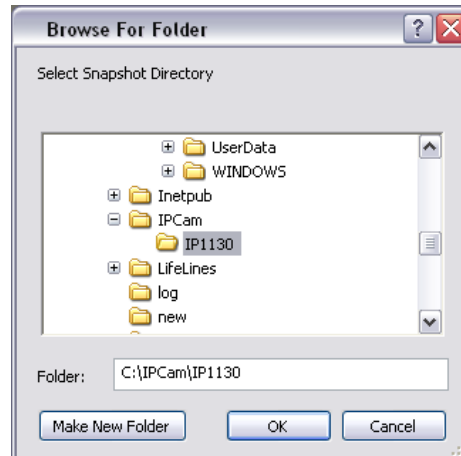 Browse For Folder
Select Snapshot Directory
UserData
WINDOWS
Inetpub
IPCam
IP1130
LifeLines
log
new
Folder: C:\IPCam\IP1130
Make New Folder OK Cancel